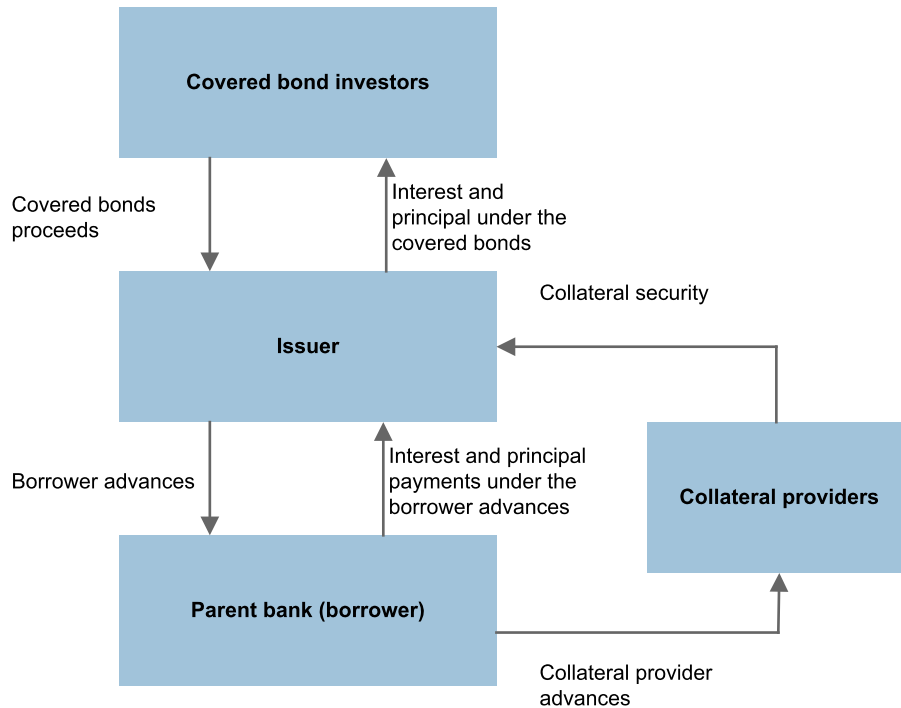 Covered bond investors
Covered bonds
proceeds
Interest and
principal under the
covered bonds
Collateral security
Issuer
Borrower advances
Interest and principal
payments under the
borrower advances
Collateral providers
Parent bank (borrower)
Collateral provider
advances